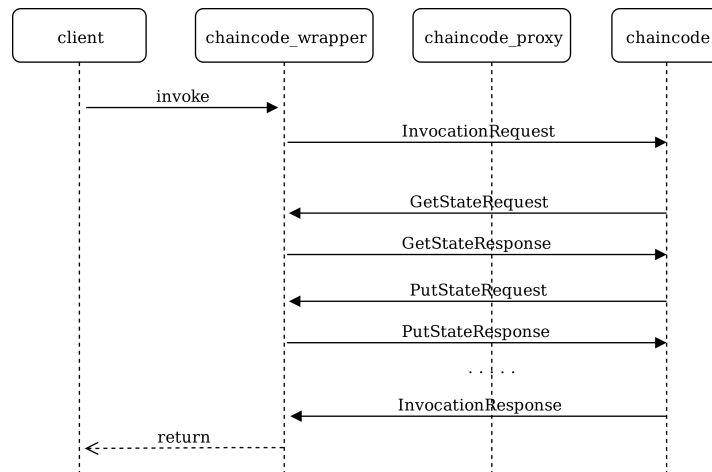 client
chaincode_wrapper
chaincode_proxy
chaincode
invoke
InvocationRequest
GetStateRequest
GetStateResponse
PutStateRequest
PutStateResponse
. . . . .
InvocationResponse
return